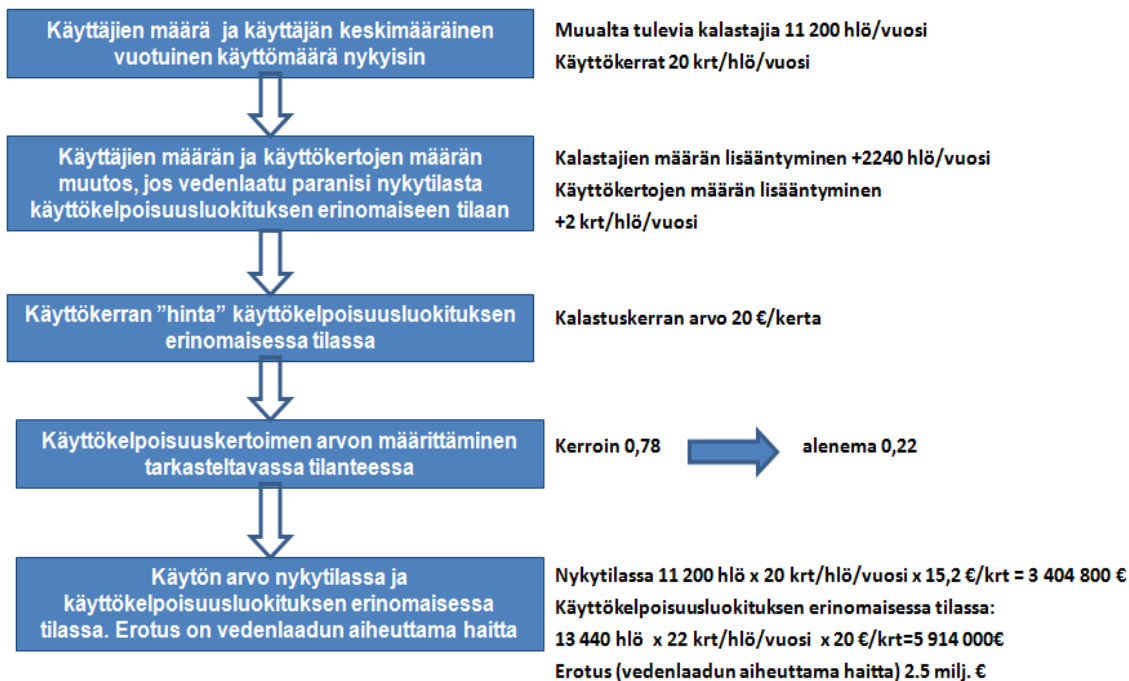 Käyttäjien määrä ja käyttäjän keskimääräinen
vuotuinen käyttömäärä nykyisin
Muualta tulevia kalastajia 11 200 hlö/vuosi
Käyttökerrat 20 krt/hlö/vuosi
Käyttäjien määrän ja käyttökertojen määrän
muutos, jos vedenlaatu paranisi nykytilasta
käyttökelpoisuusluokituksen erinomaiseen tilaan
Kalastajien määrän lisääntyminen +2240 hlö/vuosi
Käyttökertojen määrän lisääntyminen
+2 krt/hlö/vuosi
Käyttökerran ”hinta” käyttökelpoisuusluokituksen
erinomaisessa tilassa
Kalastuskerran arvo 20 €/kerta
Käyttökelpoisuuskertoimen arvon määrittäminen
tarkasteltavassa tilanteessa
Kerroin 0,78 alenema 0,22
Käytön arvo nykytilassa ja
käyttökelpoisuusluokituksen erinomaisessa
tilassa. Erotus on vedenlaadun aiheuttama haitta
Nykytilassa 11 200 hlö x 20 krt/hlö/vuosi x 15,2 €/krt = 3 404 800 €
Käyttökelpoisuusluokituksen erinomaisessa tilassa:
13 440 hlö x 22 krt/hlö/vuosi x 20 €/krt=5 914 000€
Erotus (vedenlaadun aiheuttama haitta) 2.5 milj. €